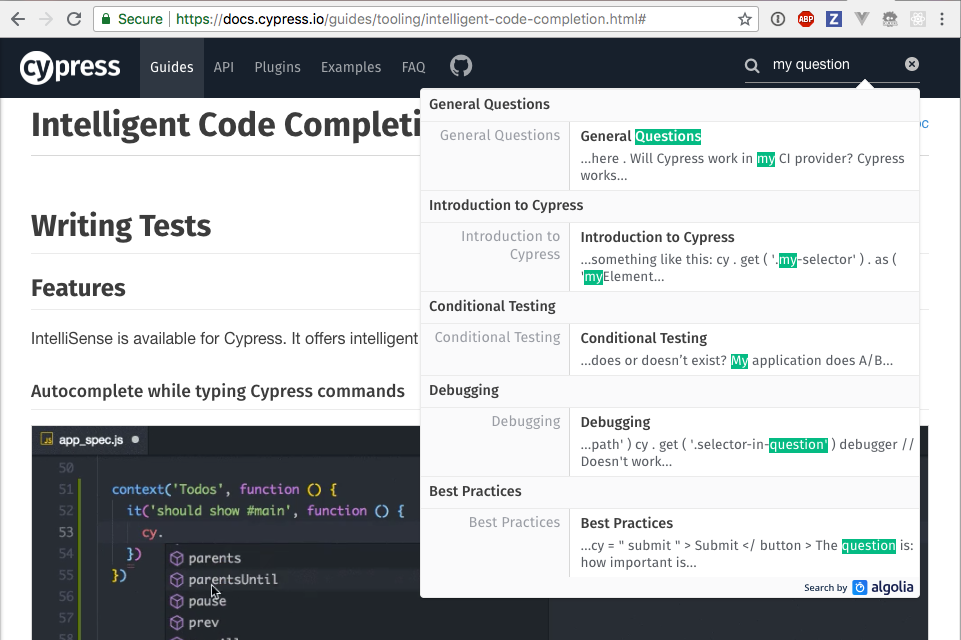 Secure https://docs.cypress.io/guides/tooling/intelligent-code-completion.html#
ABP
Z
cypress
Guides API Plugins Examples FAQ
my question
Intelligent Code Completi
oc
Writing Tests
Features
IntelliSense is available for Cypress. It offers intelligent
Autocomplete while typing Cypress commands
General Questions
General Questions
General Questions
...here . Will Cypress work in my CI provider? Cypress
works...
Introduction to Cypress
Introduction to
Cypress
Introduction to Cypress
...something like this: cy . get ( '.my-selector' ) . as (
'myElement...
Conditional Testing
Conditional Testing
Conditional Testing
...does or doesn’t exist? My application does A/B...
Debugging
Debugging
Debugging
...path' ) cy . get ( '.selector-in-question' ) debugger //
Doesn't work...
Best Practices
Best Practices
Best Practices
...cy = " submit " > Submit </ button > The question is:
how important is...
Search by algolia
JS app_spec.js
50
51 context('Todos', function () {
52 it('should show #main', function () {
53 cy.
54 })
55 })
56
57
58
parents
parentsUntil
pause
prev